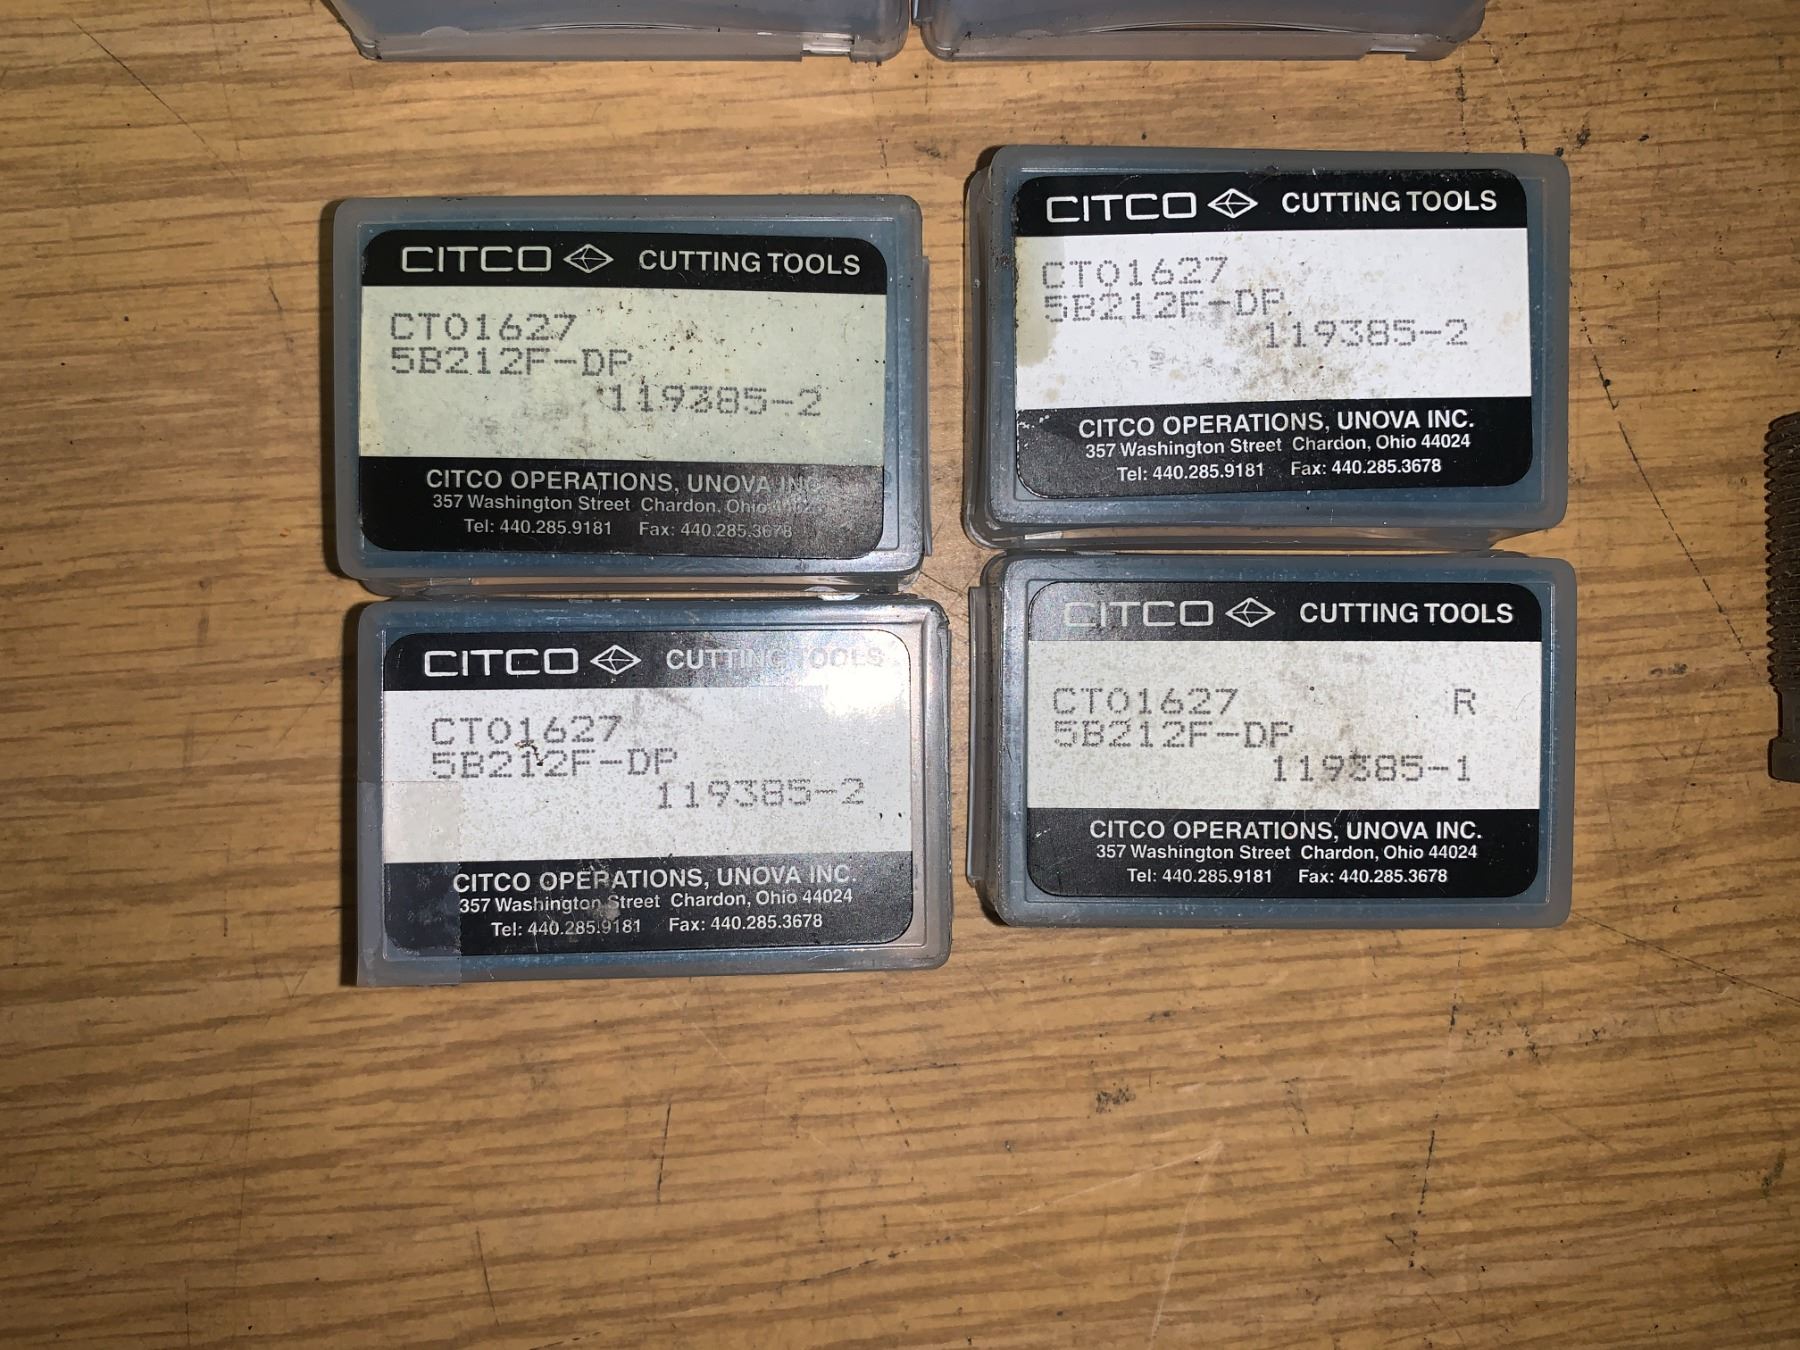 CITCO CUTTING TOOLS
CT01627
5B212F-DP
119385-2
CITCO OPERATIONS, UNOVA INC.
357 Washington Street Chardon, Ohio 44024
Tel: 440.285.9181 Fax: 440.285.3678
CITCO CUTTING TOOLS
CT01627
5B212F-DP
119385-2
CITCO OPERATIONS, UNOVA INC.
357 Washington Street Chardon, Ohio 44024
Tel: 440.285.9181 Fax: 440.285.3678
CITCO CUTTING TOOLS
CT01627
5B212F-DP
119385-2
CITCO OPERATIONS, UNOVA INC.
357 Washington Street Chardon, Ohio 44024
Tel: 440.285.9181 Fax: 440.285.3678
CITCO CUTTING TOOLS
CT01627 R
5B212F-DP
119385-1
CITCO OPERATIONS, UNOVA INC.
357 Washington Street Chardon, Ohio 44024
Tel: 440.285.9181 Fax: 440.285.3678